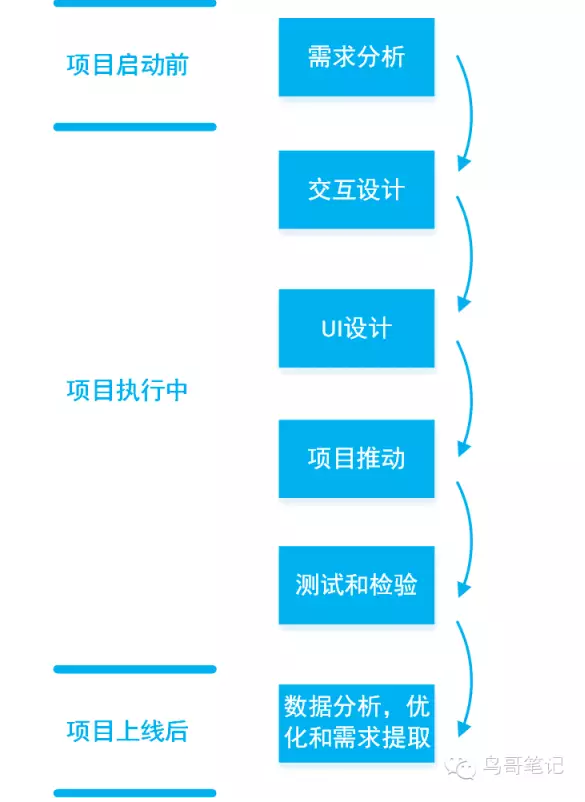 项目启动前
需求分析
交互设计
UI设计
项目执行中
项目推动
测试和检验
项目上线后
数据分析，优
化和需求提取
鸟哥笔记